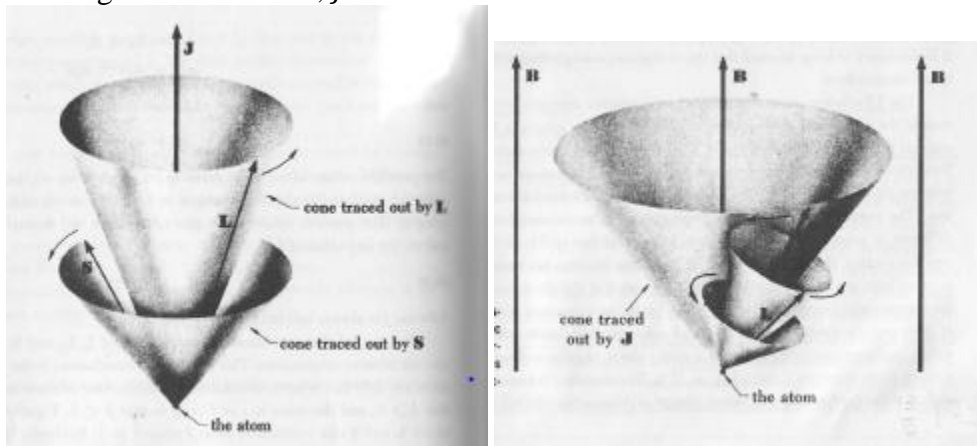 J
L
cone traced out by L
S
cone traced out by S
the atom
B
B
B
L
cone traced
out by J
the atom